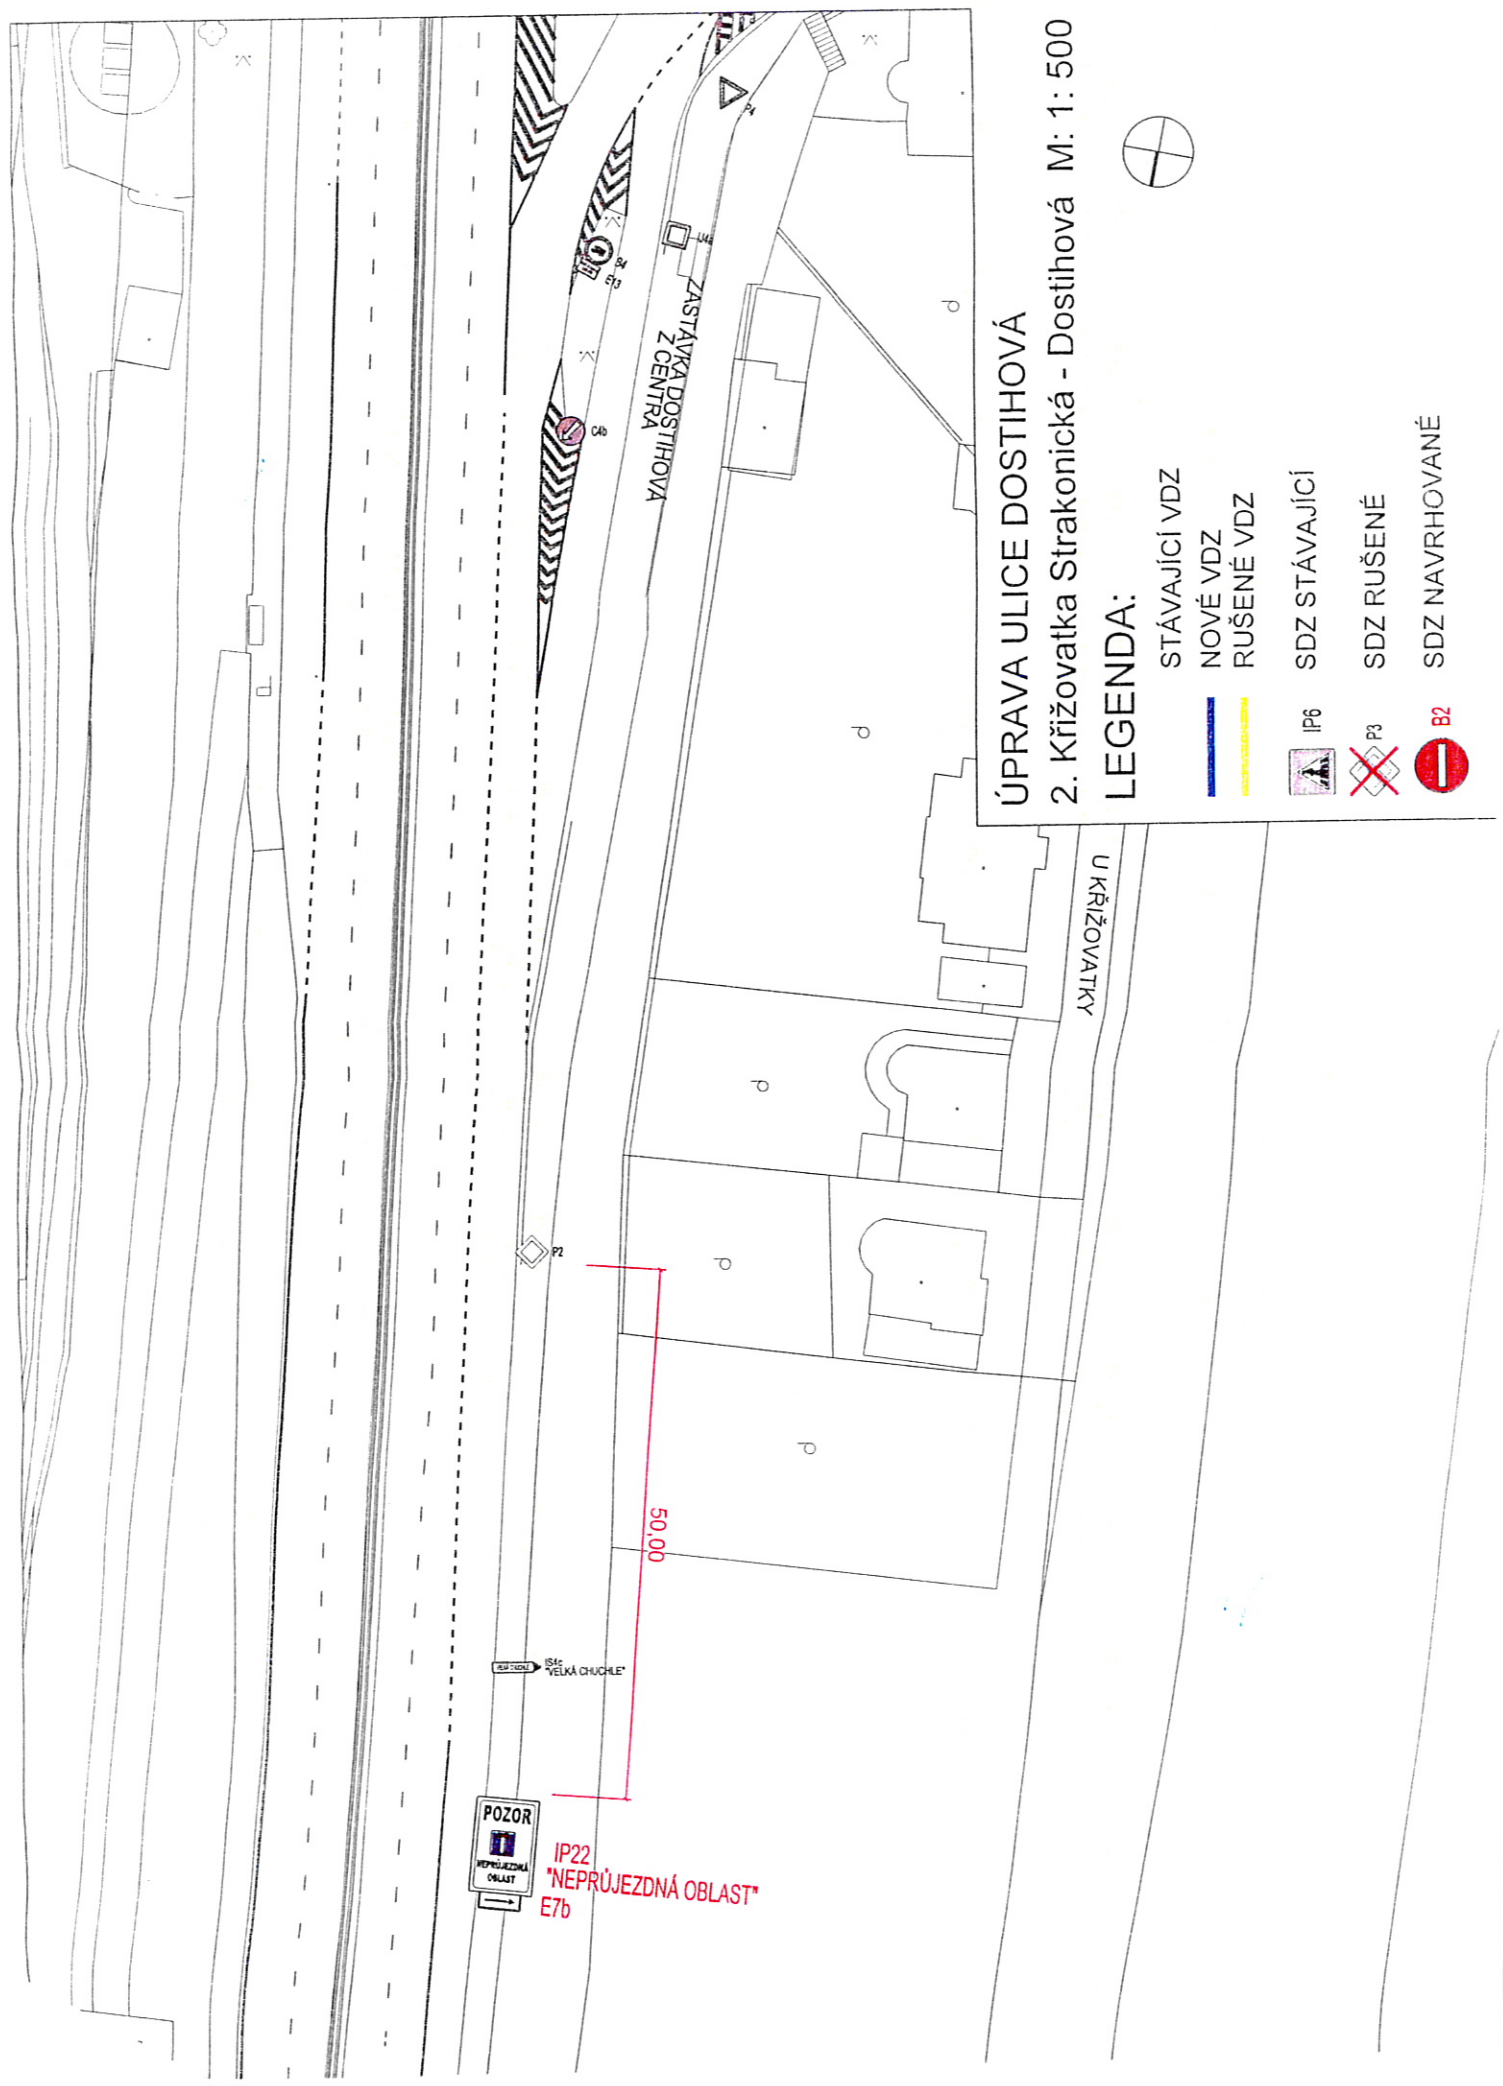 ÚPRAVA ULICE DOSTIHOVÁ
2. Křižovatka Strakonická - Dostihová M: 1: 500
LEGENDA:
STÁVAJÍCÍ VDZ
NOVÉ VDZ
RUŠENÉ VDZ
IP6
SDZ STÁVAJÍCÍ
P3
SDZ RUŠENÉ
B2
SDZ NAVRHOVANÉ
P4
B4
E13
C4b
ZASTÁVKA DOSTIHOVÁ
Z CENTRA
U KŘIŽOVATKY
P2
50,00
IS4c
"VELKÁ CHUCHLE"
POZOR
NEPRŮJEZDNÁ
OBLAST
IP22
"NEPRŮJEZDNÁ OBLAST"
E7b